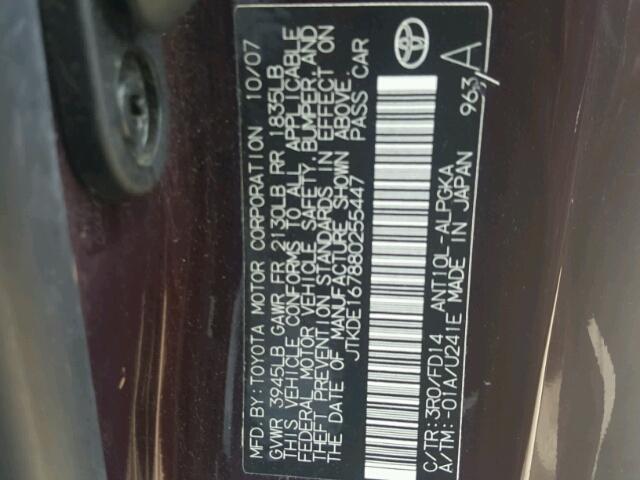 MFD.BY:TOYOTA MOTOR CORPORATION 10/07
GVWR 3945LB GAWR FR 2130LB RR 1835LB
THIS VEHICLE CONFORMS TO ALL APPLICABLE
FEDERAL MOTOR VEHICLE SAFETY, BUMPER, AND
THEFT PREVENTION STANDARDS IN EFFECT ON
THE DATE OF MANUFACTURE SHOWN ABOVE.
JTKDE167880255447 PASS CAR
C/TR:3R0/FD14 ANT10L-ALPGKA 963A
A/TM:-01A/U241E MADE IN JAPAN